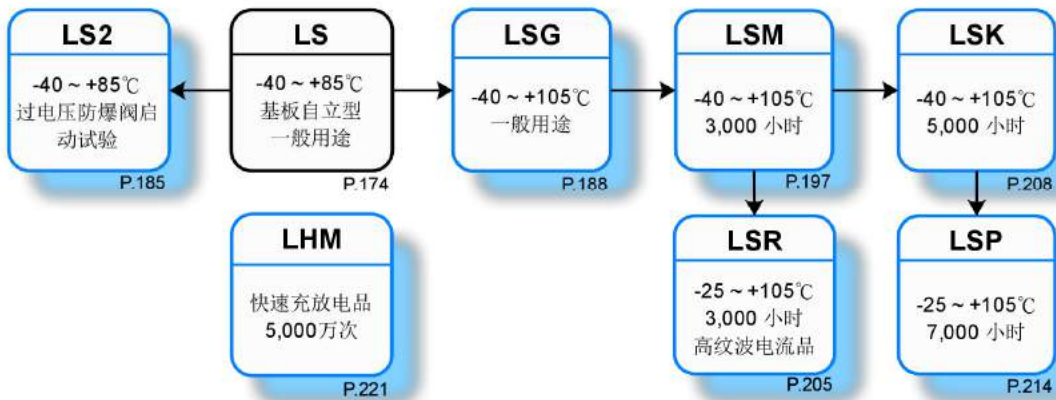 LS2
-40 ~ +85℃
过电压防爆阀启
动试验
P.185
LS
-40 ~ +85℃
基板自立型
一般用途
P.174
LSG
-40 ~ +105℃
一般用途
P.188
LSM
-40 ~ +105℃
3,000 小时
P.197
LSK
-40 ~ +105℃
5,000 小时
P.208
LHM
快速充放电品
5,000万次
P.221
LSR
-25 ~ +105℃
3,000 小时
高纹波电流品
P.205
LSP
-25 ~ +105℃
7,000 小时
P.214